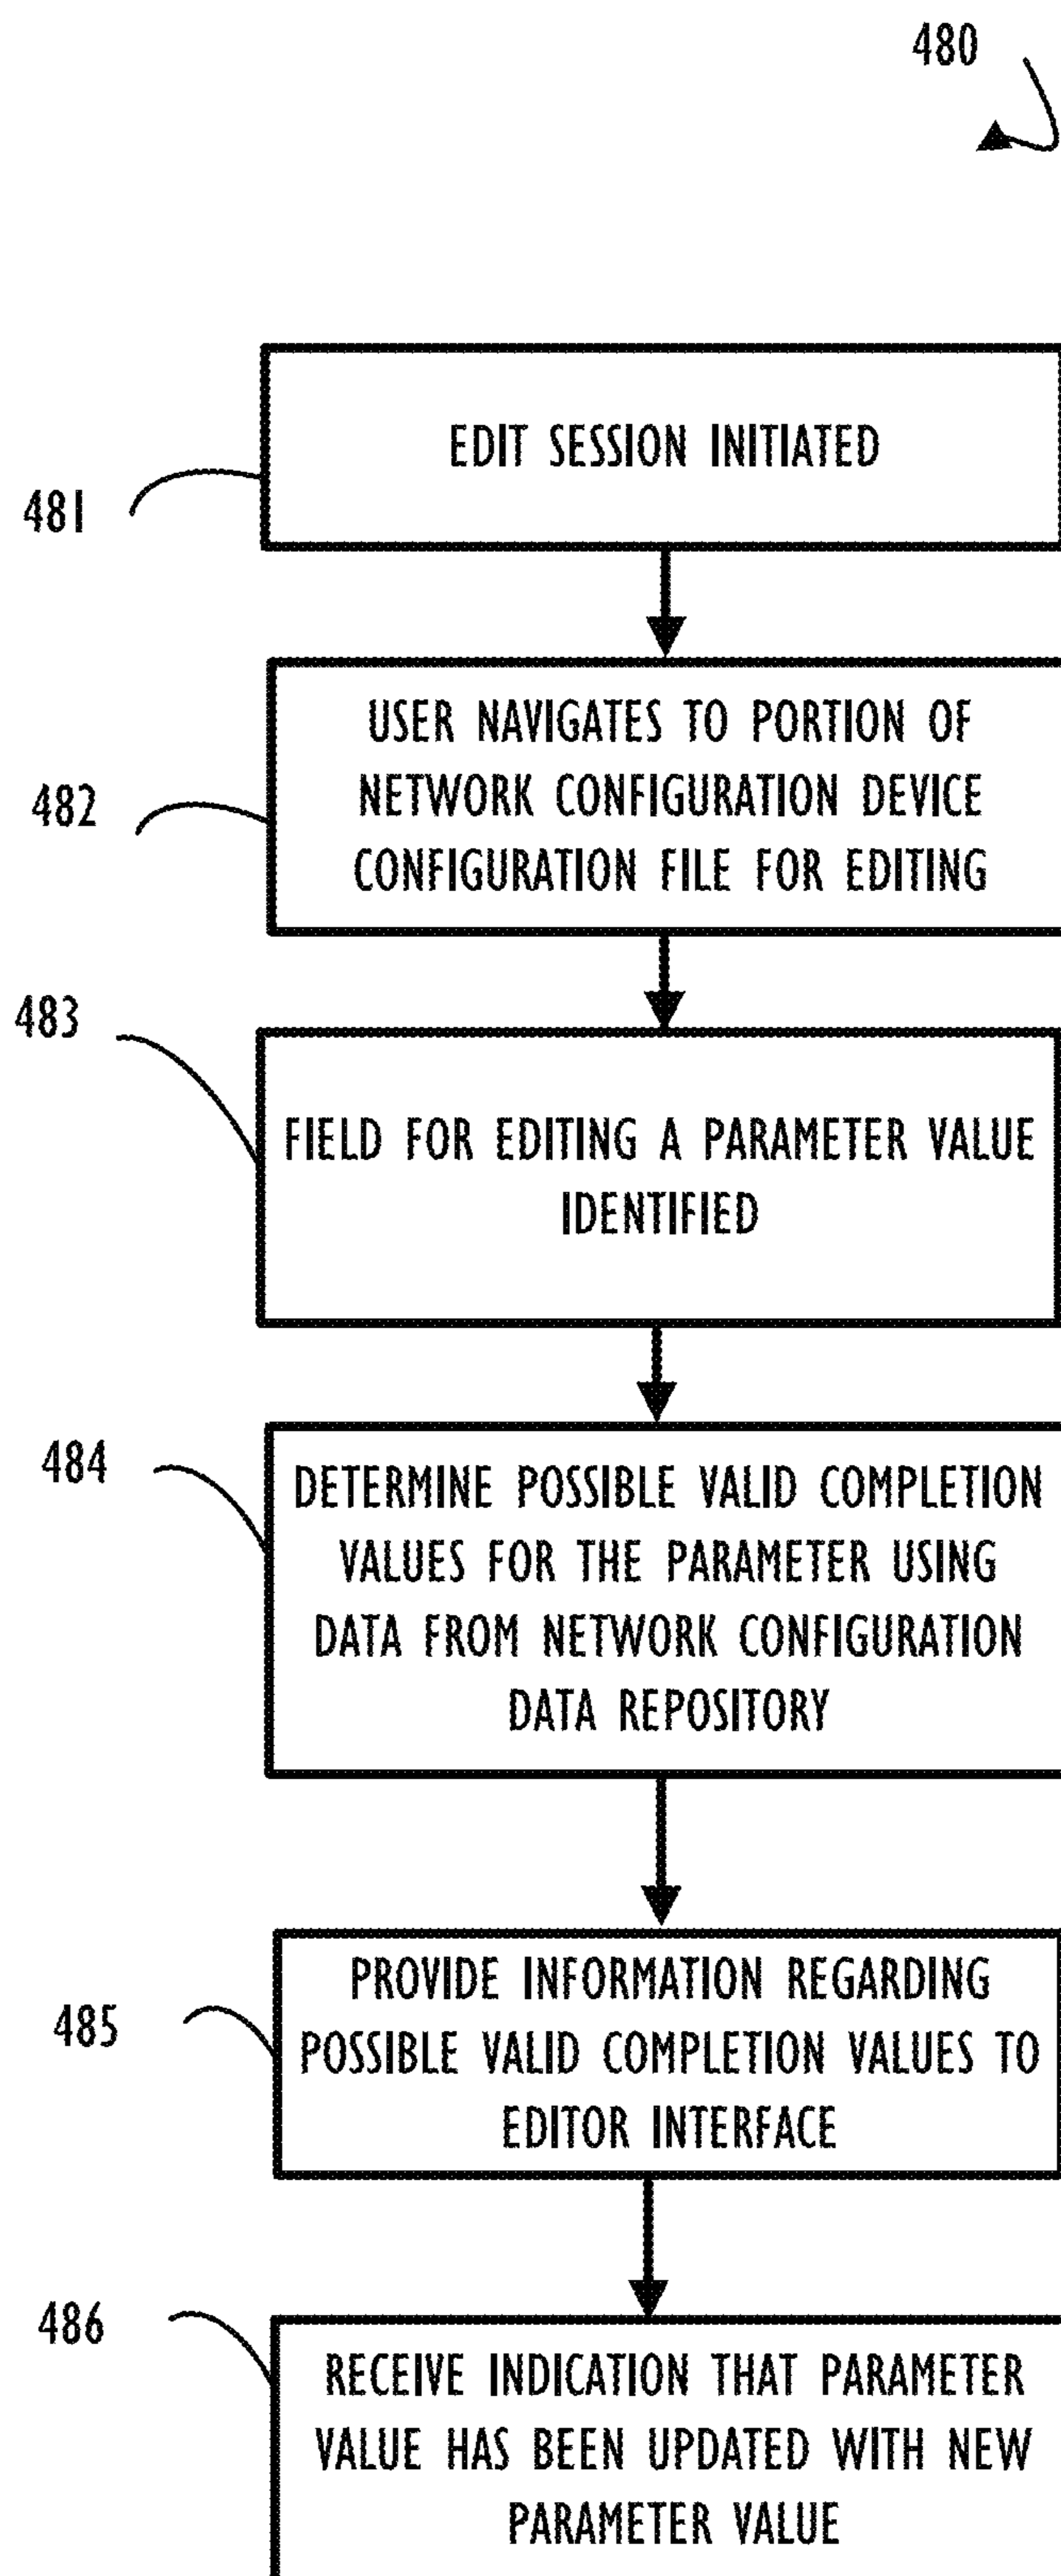 480
EDIT SESSION INITIATED
481
USER NAVIGATES TO PORTION OF
NETWORK CONFIGURATION DEVICE
CONFIGURATION FILE FOR EDITING
482
483
FIELD FOR EDITING A PARAMETER VALUE
IDENTIFIED
484
DETERMINE POSSIBLE VALID COMPLETION
VALUES FOR THE PARAMETER USING
DATA FROM NETWORK CONFIGURATION
DATA REPOSITORY
485
PROVIDE INFORMATION REGARDING
POSSIBLE VALID COMPLETION VALUES TO
EDITOR INTERFACE
486
RECEIVE INDICATION THAT PARAMETER
VALUE HAS BEEN UPDATED WITH NEW
PARAMETER VALUE